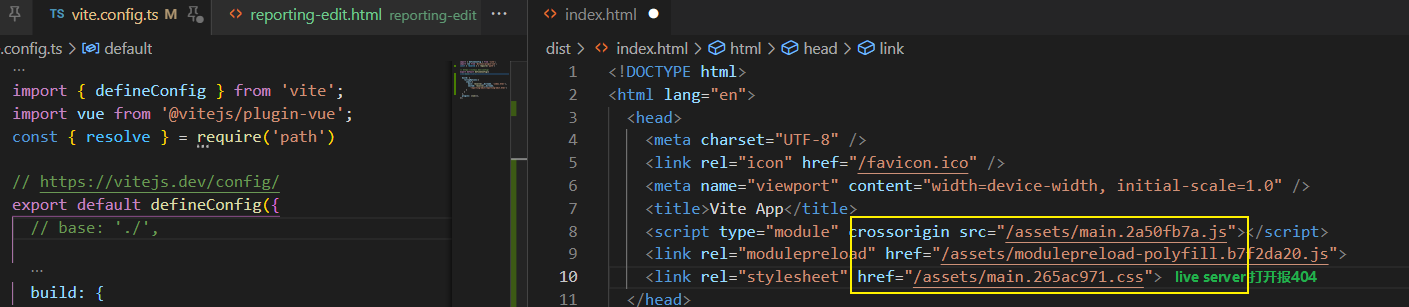 TS vite.config.ts M
<> reporting-edit.html reporting-edit ...
.config.ts > default
...
import { defineConfig } from 'vite';
import vue from '@vitejs/plugin-vue';
const { resolve } = require('path')
// https://vitejs.dev/config/
export default defineConfig({
// base: './',
...
build: {
<> index.html
dist > <> index.html > html > head > link
1 <!DOCTYPE html>
2 <html lang="en">
3 <head>
4 <meta charset="UTF-8" />
5 <link rel="icon" href="/favicon.ico" />
6 <meta name="viewport" content="width=device-width, initial-scale=1.0" />
7 <title>Vite App</title>
8 <script type="module" crossorigin src="/assets/main.2a50fb7a.js"></script>
9 <link rel="modulepreload" href="/assets/modulepreload-polyfill.b7f2da20.js">
10 <link rel="stylesheet" href="/assets/main.265ac971.css"> live server打开报404
11 </head>